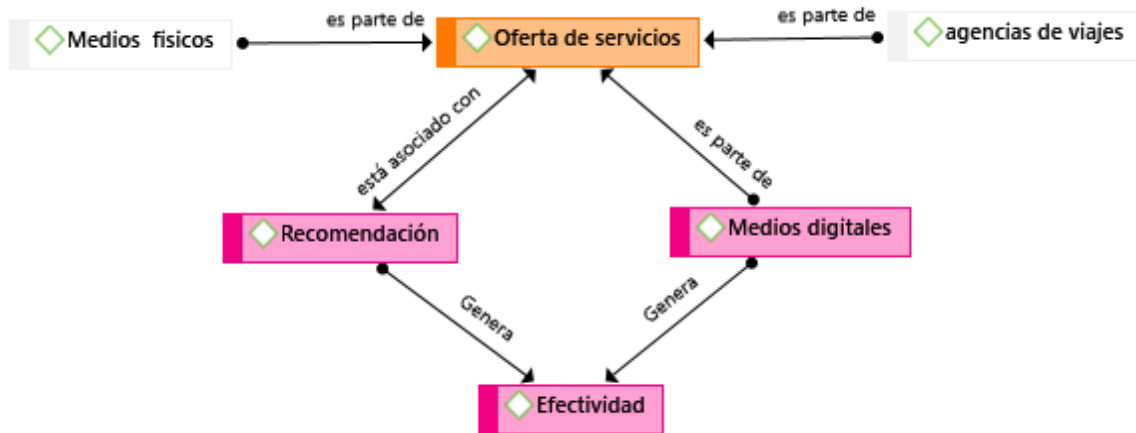 es parte de
es parte de
Medios fisicos
Oferta de servicios
agencias de viajes
está asociado con
es parte de
Recomendación
Medios digitales
Genera
Genera
Efectividad